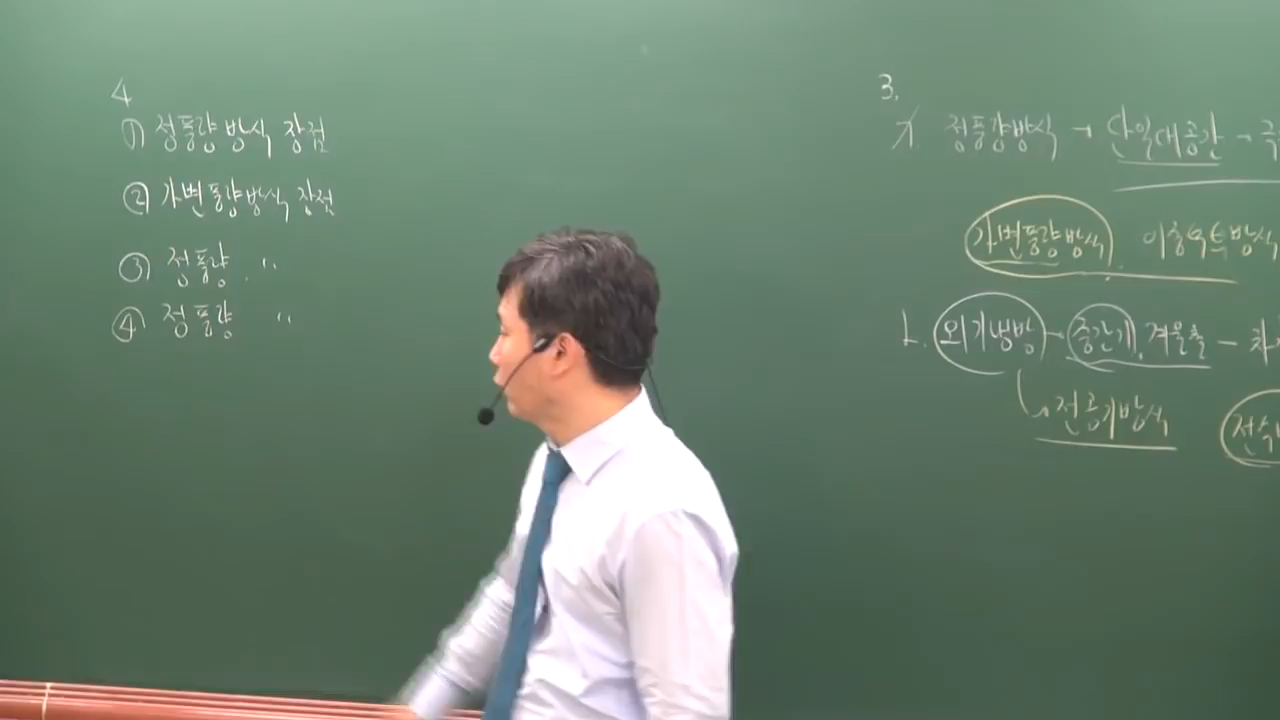 4
① 정풍량방식 장점
② 가변풍량방식 장점
③ 정풍량 〃
④ 정풍량 〃
3.
ㄱ. 정풍량방식 → 단일대공간 - 극
가변풍량방식, 이중덕트방식
ㄴ. 외기냉방 → 중간기, 겨울철 -
전공기방식
전수